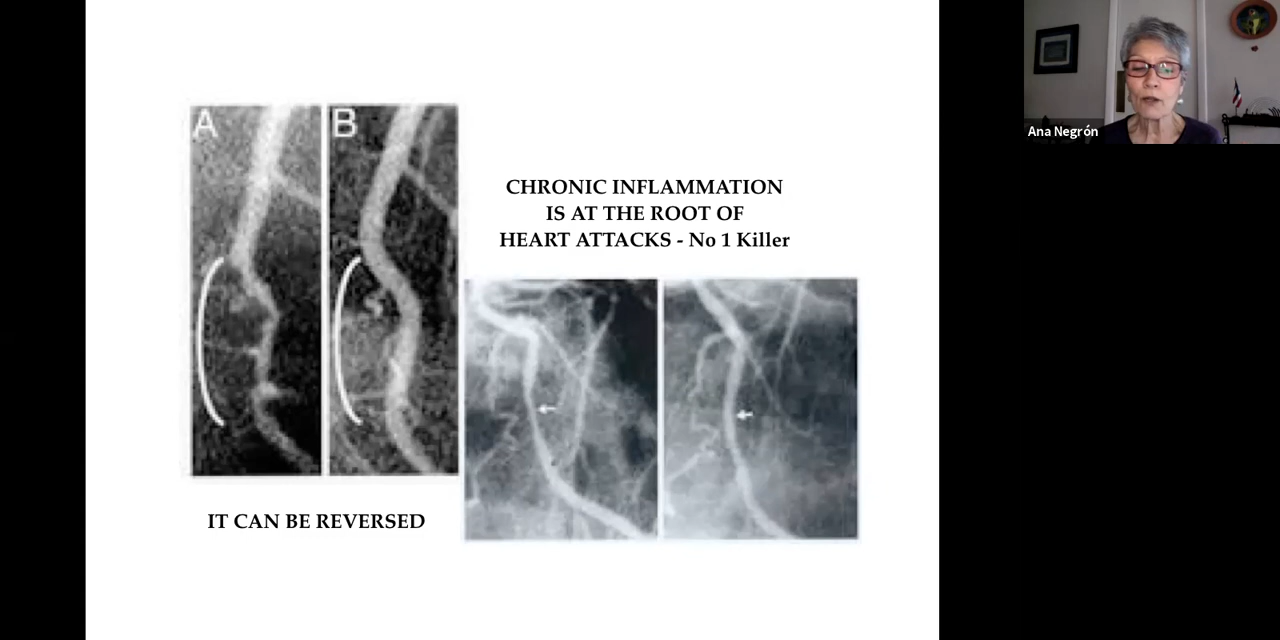 A
B
CHRONIC INFLAMMATION
IS AT THE ROOT OF
HEART ATTACKS - No 1 Killer
IT CAN BE REVERSED
Ana Negrón